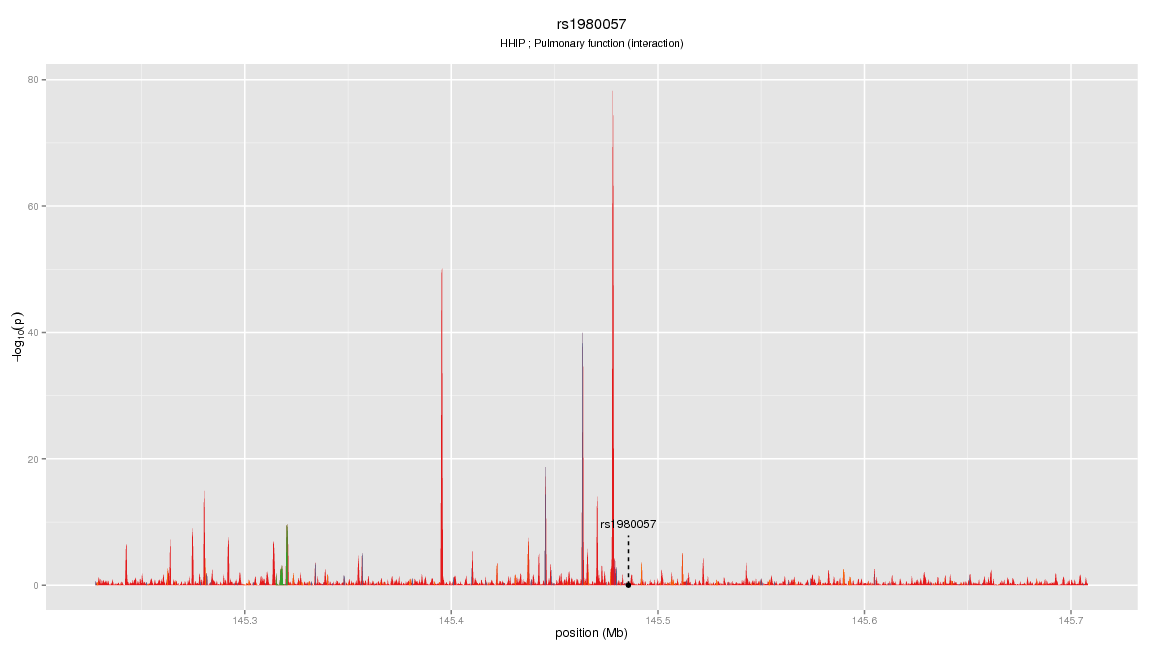 rs1980057
HHIP ; Pulmonary function (interaction)
80
60
40
20
0
−log10(p)
rs1980057
145.3 145.4 145.5 145.6 145.7
position (Mb)